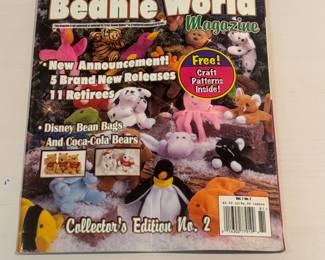 Beanie World
Magazine
• New Announcement!
5 Brand New Releases
11 Retirees
Free!
Craft
Patterns
Inside!
• Disney Bean Bags
And Coca-Cola Bears
Collector's Edition No. 2